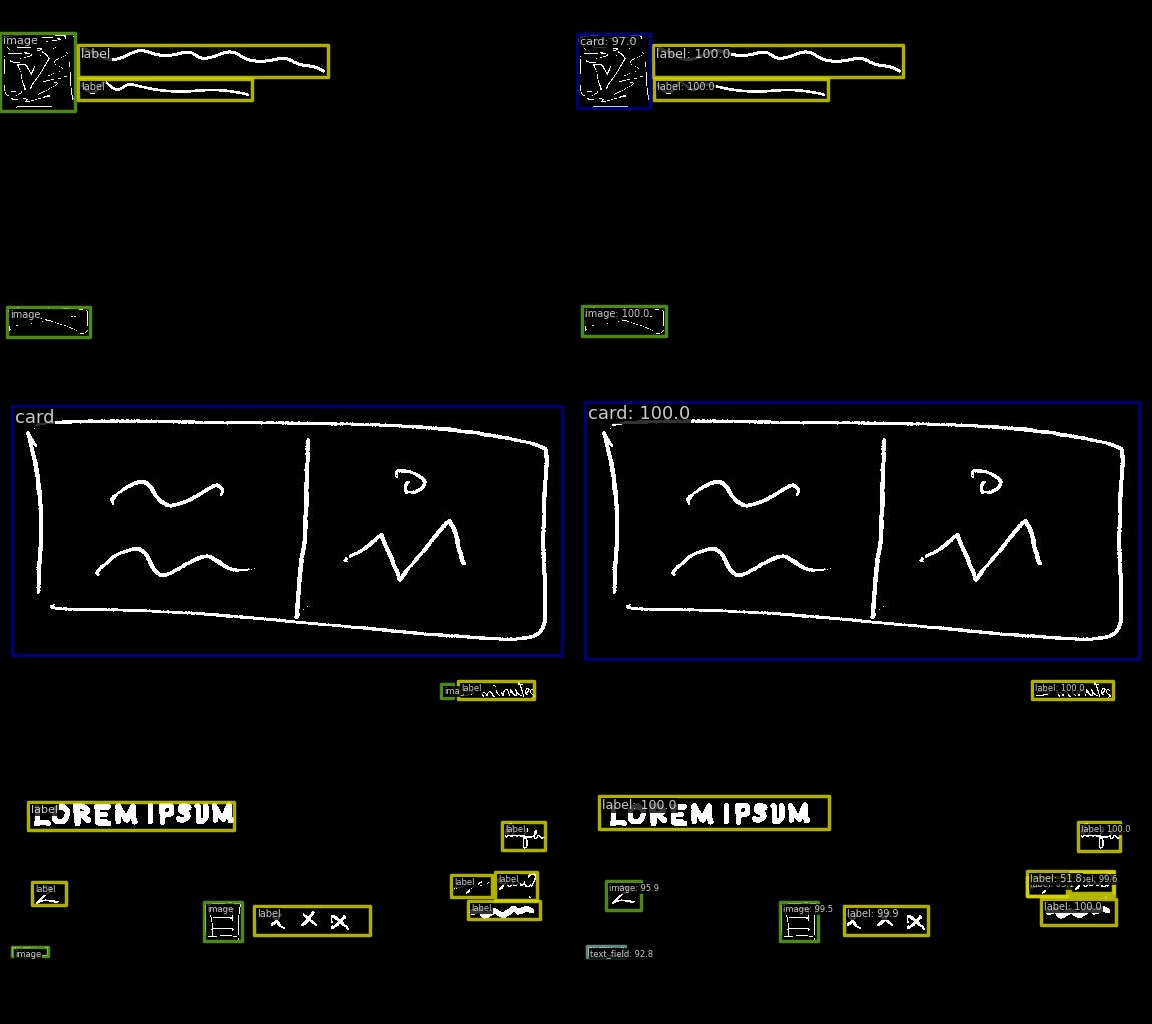 image
label
label
image
card
ima
label
minutes
label
LOREM IPSUM
label
label
label
label
label
image
label
image
card: 97.0
label: 100.0
label: 100.0
image: 100.0
card: 100.0
label: 100.0
label: 100.0
LOREM IPSUM
label: 100.0
label: 51.8
label: 100.0
image: 95.9
image: 99.5
label: 99.9
text_field: 92.8